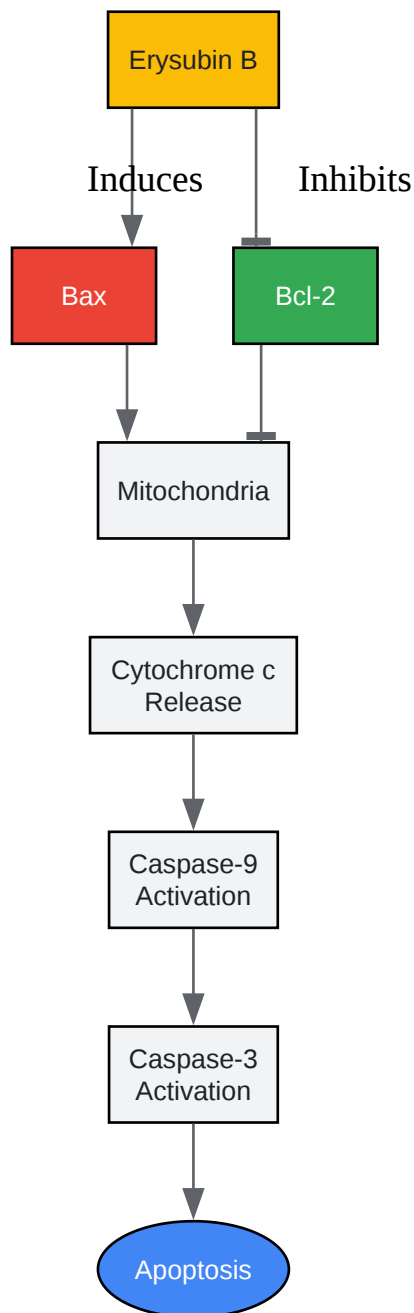 Erysubin B
Induces
Inhibits
Bax
Bcl-2
Mitochondria
Cytochrome c
Release
Caspase-9
Activation
Caspase-3
Activation
Apoptosis